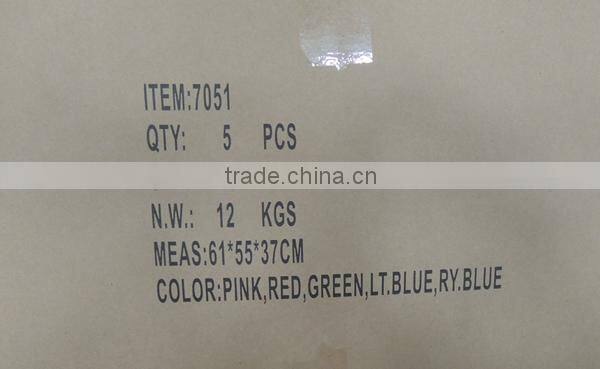 ITEM:7051
QTY: 5 PCS
trade.china.cn
N.W.: 12 KGS
MEAS:61*55*37CM
COLOR:PINK,RED,GREEN,LT.BLUE,RY.BLUE